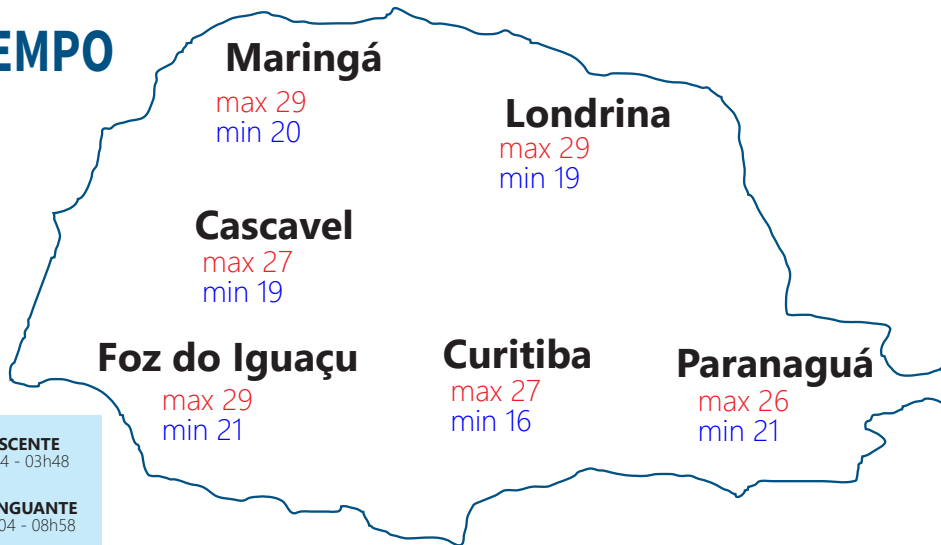 EMPO
Maringá
max 29
min 20
Londrina
max 29
min 19
Cascavel
max 27
min 19
Foz do Iguaçu
max 29
min 21
Curitiba
max 27
min 16
Paranaguá
max 26
min 21
SCENTE
4 - 03h48
NGUANTE
04 - 08h58